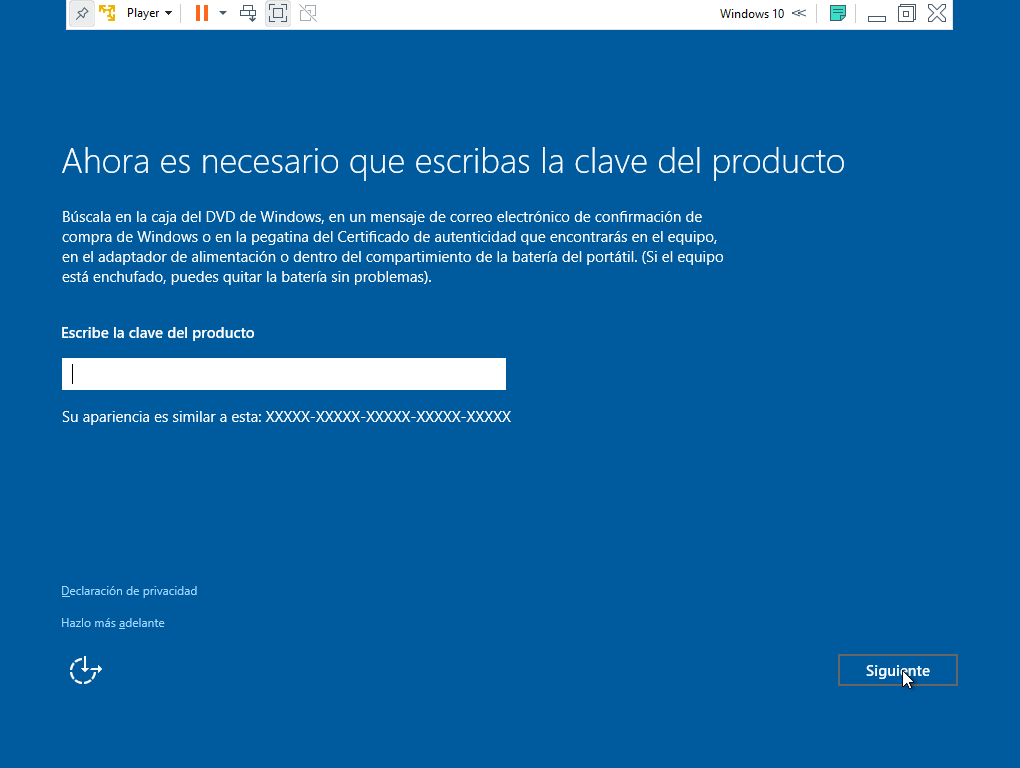 Player
Windows 10
Ahora es necesario que escribas la clave del producto
Búscala en la caja del DVD de Windows, en un mensaje de correo electrónico de confirmación de
compra de Windows o en la pegatina del Certificado de autenticidad que encontrarás en el equipo,
en el adaptador de alimentación o dentro del compartimiento de la batería del portátil. (Si el equipo
está enchufado, puedes quitar la batería sin problemas).
Escribe la clave del producto
Su apariencia es similar a esta: XXXXX-XXXXX-XXXXX-XXXXX-XXXXX
Declaración de privacidad
Hazlo más adelante
Siguiente